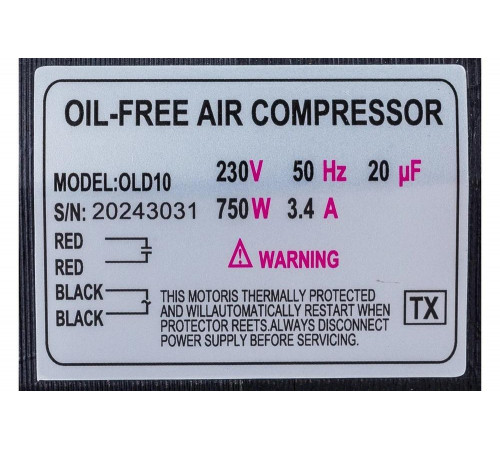 OIL-FREE AIR COMPRESSOR
MODEL:OLD10 230V 50 Hz 20 µF
S/N: 20243031 750W 3.4 A
RED
RED
WARNING
BLACK
BLACK
THIS MOTORIS THERMALLY PROTECTED
AND WILLAUTOMATICALLY RESTART WHEN
PROTECTOR REETS.ALWAYS DISCONNECT
POWER SUPPLY BEFORE SERVICING.
TX